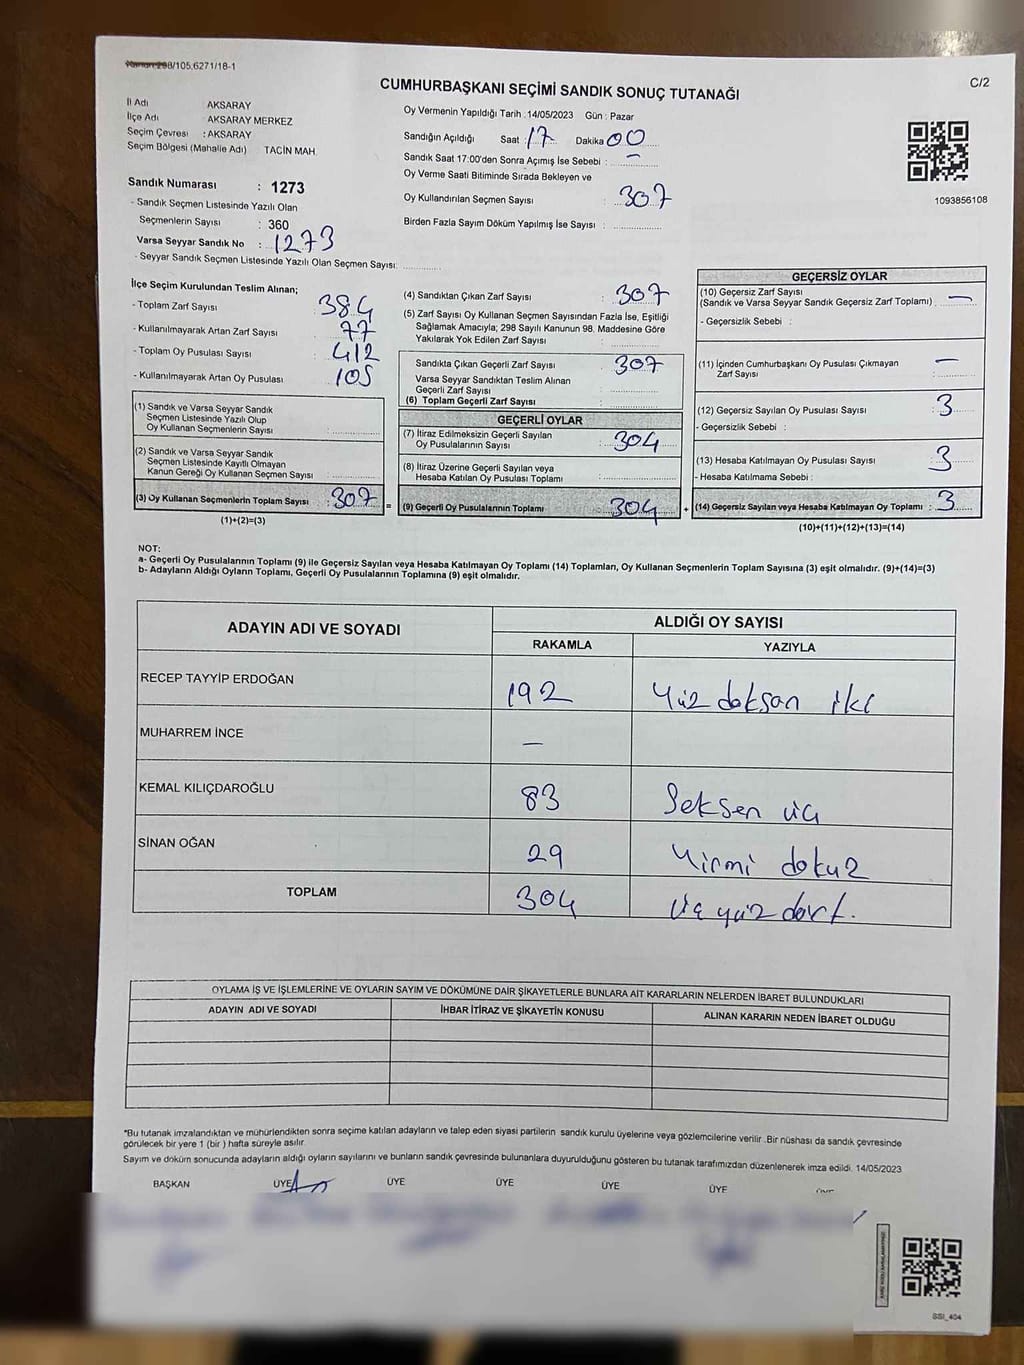 298/105.6271/18-1
C/2
CUMHURBAŞKANI SEÇİMİ SANDIK SONUÇ TUTANAĞI
İl Adı AKSARAY
İlçe Adı AKSARAY MERKEZ
Seçim Çevresi : AKSARAY
Seçim Bölgesi (Mahalle Adı) TACİN MAH.
Oy Vermenin Yapıldığı Tarih : 14/05/2023 Gün : Pazar
Sandığın Açıldığı Saat 17 Dakika 00
Sandık Saat 17:00'den Sonra Açımış İse Sebebi : –
Oy Verme Saati Bitiminde Sırada Bekleyen ve
Oy Kullandırılan Seçmen Sayısı : 307
Birden Fazla Sayım Döküm Yapılmış İse Sayısı :
1093856108
Sandık Numarası : 1273
- Sandık Seçmen Listesinde Yazılı Olan
Seçmenlerin Sayısı : 360
Varsa Seyyar Sandık No : 1273
- Seyyar Sandık Seçmen Listesinde Yazılı Olan Seçmen Sayısı:
İlçe Seçim Kurulundan Teslim Alınan;
- Toplam Zarf Sayısı : 384
- Kullanılmayarak Artan Zarf Sayısı : 77
- Toplam Oy Pusulası Sayısı : 412
- Kullanılmayarak Artan Oy Pusulası : 105
(1) Sandık ve Varsa Seyyar Sandık
Seçmen Listesinde Yazılı Olup
Oy Kullanan Seçmenlerin Sayısı :
(2) Sandık ve Varsa Seyyar Sandık
Seçmen Listesinde Kayıtlı Olmayan
Kanun Gereği Oy Kullanan Seçmen Sayısı :
(3) Oy Kullanan Seçmenlerin Toplam Sayısı : 307
(1)+(2)=(3)
=
(4) Sandıktan Çıkan Zarf Sayısı : 307
(5) Zarf Sayısı Oy Kullanan Seçmen Sayısından Fazla İse, Eşitliği
Sağlamak Amacıyla; 298 Sayılı Kanunun 98. Maddesine Göre
Yakılarak Yok Edilen Zarf Sayısı :
Sandıkta Çıkan Geçerli Zarf Sayısı : 307
Varsa Seyyar Sandıktan Teslim Alınan
Geçerli Zarf Sayısı :
(6) Toplam Geçerli Zarf Sayısı :
GEÇERLİ OYLAR
(7) İtiraz Edilmeksizin Geçerli Sayılan
Oy Pusulalarının Sayısı : 304
(8) İtiraz Üzerine Geçerli Sayılan veya
Hesaba Katılan Oy Pusulası Toplamı :
(9) Geçerli Oy Pusulalarının Toplamı : 304
+
GEÇERSİZ OYLAR
(10) Geçersiz Zarf Sayısı
(Sandık ve Varsa Seyyar Sandık Geçersiz Zarf Toplamı) : –
- Geçersizlik Sebebi :
(11) İçinden Cumhurbaşkanı Oy Pusulası Çıkmayan
Zarf Sayısı : –
(12) Geçersiz Sayılan Oy Pusulası Sayısı : 3
- Geçersizlik Sebebi :
(13) Hesaba Katılmayan Oy Pusulası Sayısı : 3
- Hesaba Katılmama Sebebi :
(14) Geçersiz Sayılan veya Hesaba Katılmayan Oy Toplamı : 3
(10)+(11)+(12)+(13)=(14)
NOT:
a- Geçerli Oy Pusulalarının Toplamı (9) ile Geçersiz Sayılan veya Hesaba Katılmayan Oy Toplamı (14) Toplamları, Oy Kullanan Seçmenlerin Toplam Sayısına (3) eşit olmalıdır. (9)+(14)=(3)
b- Adayların Aldığı Oyların Toplamı, Geçerli Oy Pusulalarının Toplamına (9) eşit olmalıdır.
ADAYIN ADI VE SOYADI
ALDIĞI OY SAYISI
RAKAMLA YAZIYLA
RECEP TAYYİP ERDOĞAN 192 Yüz doksan iki
MUHARREM İNCE –
KEMAL KILIÇDAROĞLU 83 Seksen üç
SİNAN OĞAN 29 Yirmi dokuz
TOPLAM 304 Üç yüz dört.
OYLAMA İŞ VE İŞLEMLERİNE VE OYLARIN SAYIM VE DÖKÜMÜNE DAİR ŞİKAYETLERLE BUNLARA AİT KARARLARIN NELERDEN İBARET BULUNDUKLARI
ADAYIN ADI VE SOYADI İHBAR İTİRAZ VE ŞİKAYETİN KONUSU ALINAN KARARIN NEDEN İBARET OLDUĞU
*Bu tutanak imzalandıktan ve mühürlendikten sonra seçime katılan adayların ve talep eden siyasi partilerin sandık kurulu üyelerine veya gözlemcilerine verilir .Bir nüshası da sandık çevresinde
görülecek bir yere 1 (bir ) hafta süreyle asılır.
Sayım ve döküm sonucunda adayların aldığı oyların sayılarını ve bunların sandık çevresinde bulunanlara duyurulduğunu gösteren bu tutanak tarafımızdan düzenlenerek imza edildi. 14/05/2023
BAŞKAN ÜYE ÜYE ÜYE ÜYE ÜYE
SSI_404